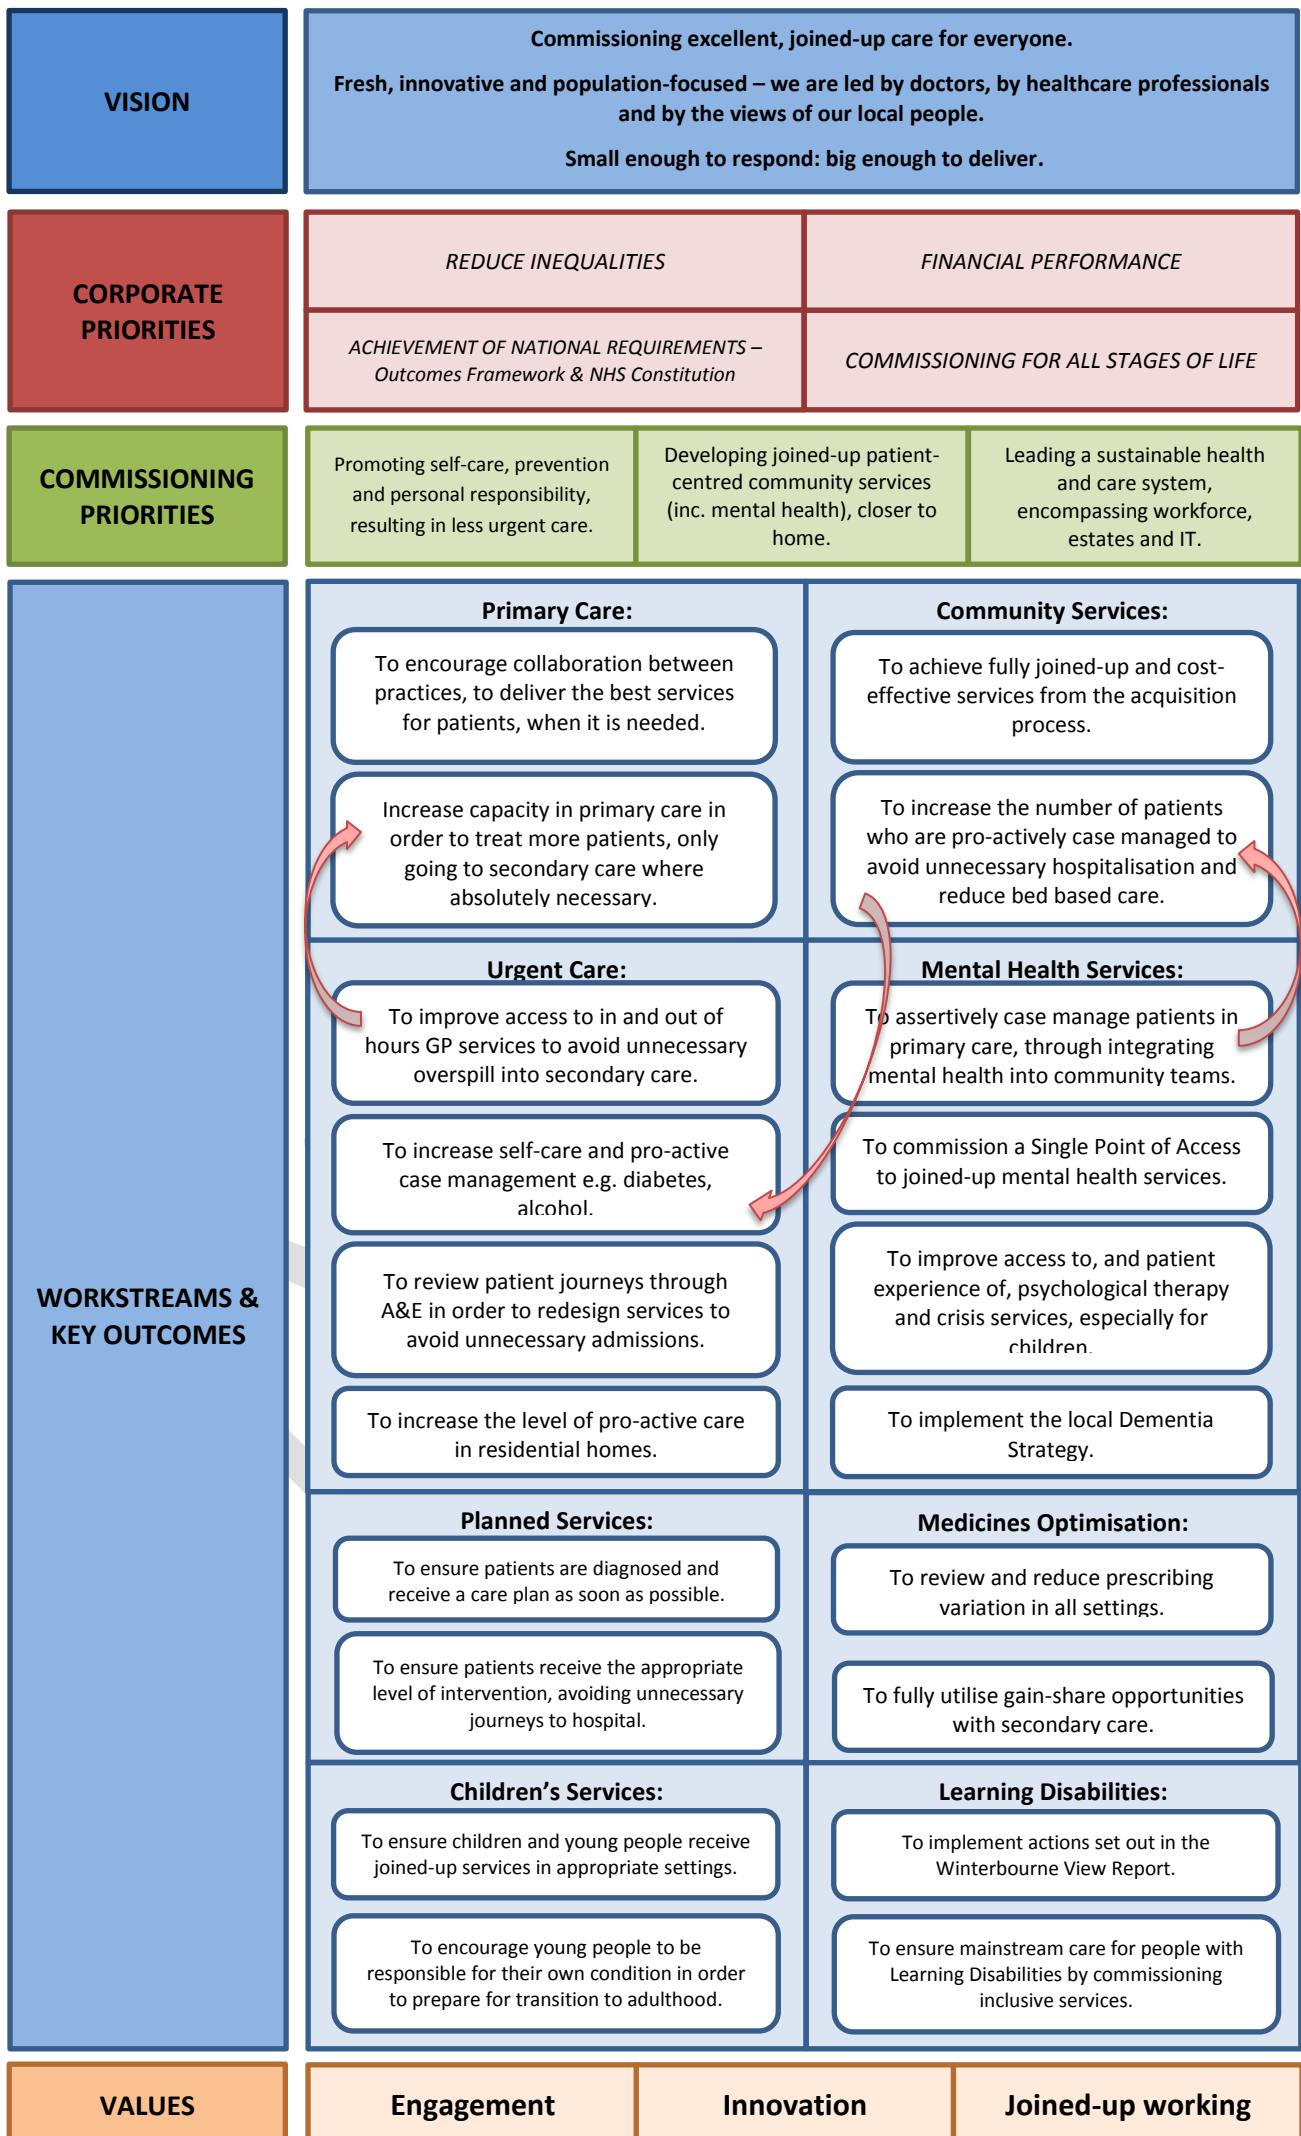 VISION
Commissioning excellent, joined-up care for everyone.
Fresh, innovative and population-focused – we are led by doctors, by healthcare professionals
and by the views of our local people.
Small enough to respond: big enough to deliver.
CORPORATE
PRIORITIES
REDUCE INEQUALITIES
FINANCIAL PERFORMANCE
ACHIEVEMENT OF NATIONAL REQUIREMENTS –
Outcomes Framework & NHS Constitution
COMMISSIONING FOR ALL STAGES OF LIFE
COMMISSIONING
PRIORITIES
Promoting self-care, prevention
and personal responsibility,
resulting in less urgent care.
Developing joined-up patient-
centred community services
(inc. mental health), closer to
home.
Leading a sustainable health
and care system,
encompassing workforce,
estates and IT.
WORKSTREAMS &
KEY OUTCOMES
Primary Care:
To encourage collaboration between
practices, to deliver the best services
for patients, when it is needed.
Increase capacity in primary care in
order to treat more patients, only
going to secondary care where
absolutely necessary.
Community Services:
To achieve fully joined-up and cost-
effective services from the acquisition
process.
To increase the number of patients
who are pro-actively case managed to
avoid unnecessary hospitalisation and
reduce bed based care.
Urgent Care:
To improve access to in and out of
hours GP services to avoid unnecessary
overspill into secondary care.
To increase self-care and pro-active
case management e.g. diabetes,
alcohol.
To review patient journeys through
A&E in order to redesign services to
avoid unnecessary admissions.
To increase the level of pro-active care
in residential homes.
Mental Health Services:
To assertively case manage patients in
primary care, through integrating
mental health into community teams.
To commission a Single Point of Access
to joined-up mental health services.
To improve access to, and patient
experience of, psychological therapy
and crisis services, especially for
children.
To implement the local Dementia
Strategy.
Planned Services:
To ensure patients are diagnosed and
receive a care plan as soon as possible.
To ensure patients receive the appropriate
level of intervention, avoiding unnecessary
journeys to hospital.
Medicines Optimisation:
To review and reduce prescribing
variation in all settings.
To fully utilise gain-share opportunities
with secondary care.
Children's Services:
To ensure children and young people receive
joined-up services in appropriate settings.
To encourage young people to be
responsible for their own condition in order
to prepare for transition to adulthood.
Learning Disabilities:
To implement actions set out in the
Winterbourne View Report.
To ensure mainstream care for people with
Learning Disabilities by commissioning
inclusive services.
VALUES
Engagement
Innovation
Joined-up working